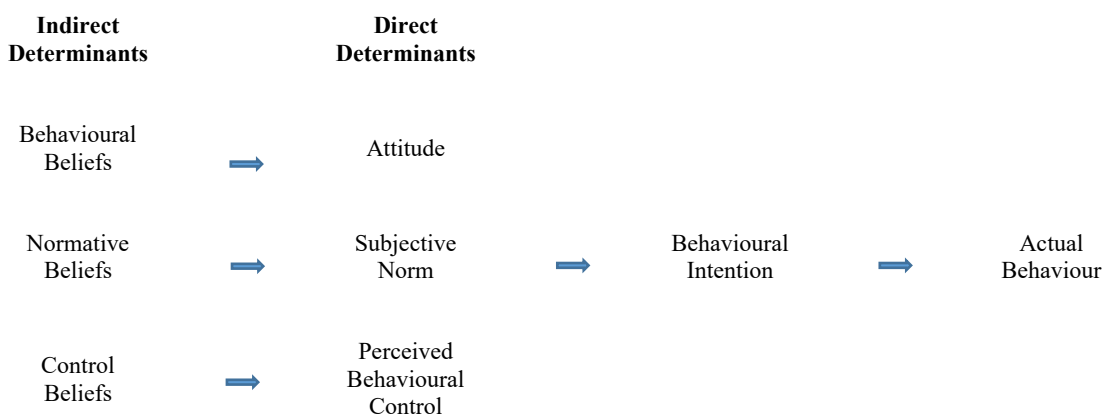 Indirect
Determinants
Direct
Determinants
Behavioural
Beliefs
Attitude
Normative
Beliefs
Subjective
Norm
Behavioural
Intention
Actual
Behaviour
Control
Beliefs
Perceived
Behavioural
Control